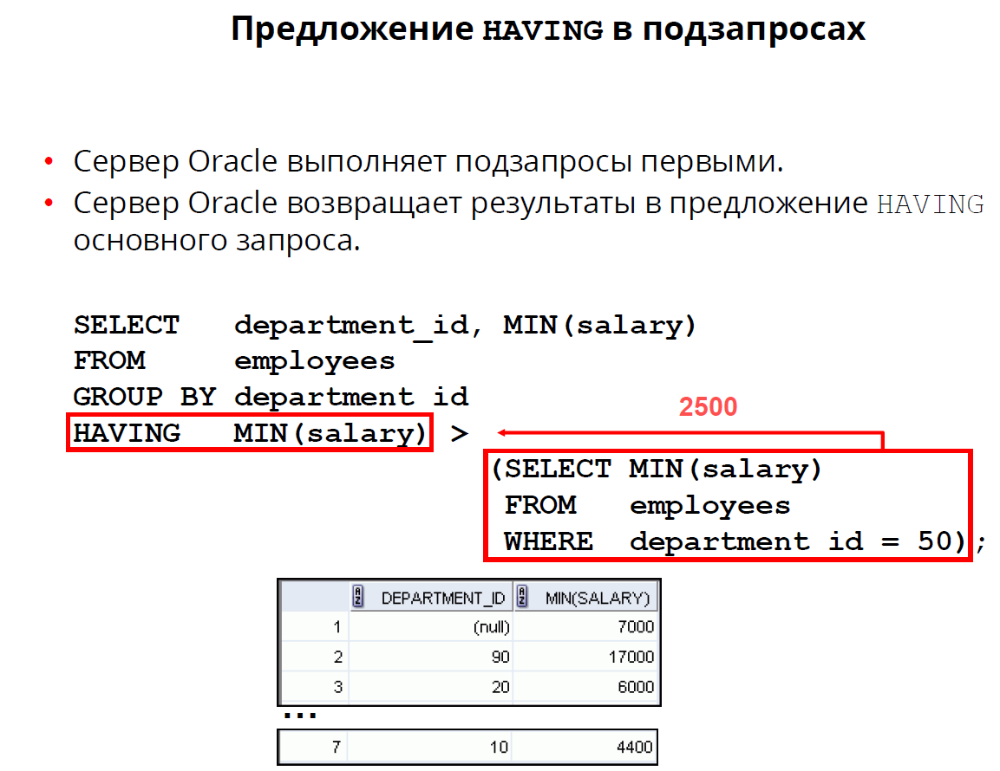 Предложение HAVING в подзапросах
• Сервер Oracle выполняет подзапросы первыми.
• Сервер Oracle возвращает результаты в предложение HAVING
основного запроса.
SELECT department_id, MIN(salary)
FROM employees
GROUP BY department id
2500
HAVING MIN(salary) >
(SELECT MIN(salary)
FROM employees
WHERE department id = 50);
DEPARTMENT_ID MIN(SALARY)
1 (null) 7000
2 90 17000
3 20 6000
...
7 10 4400